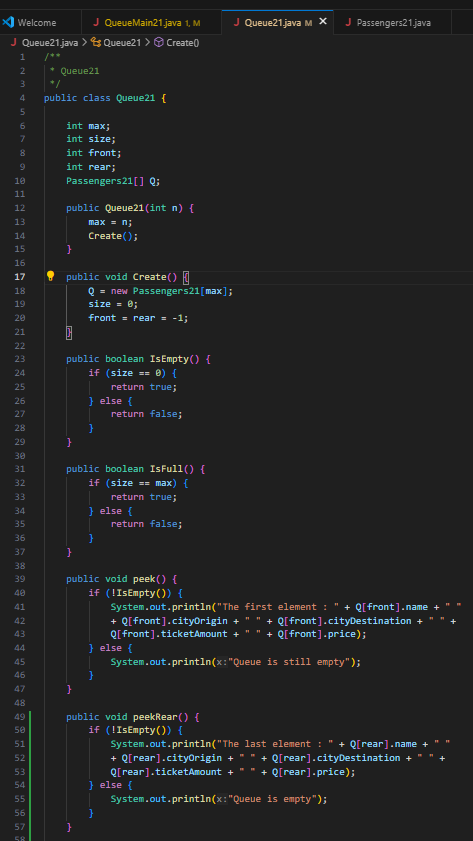 Welcome
J QueueMain21.java 1, M
J Queue21.java M ×
J Passengers21.java
J Queue21.java > Queue21 > Create()
1 /**
2 * Queue21
3 */
4 public class Queue21 {
5
6 int max;
7 int size;
8 int front;
9 int rear;
10 Passengers21[] Q;
11
12 public Queue21(int n) {
13 max = n;
14 Create();
15 }
16
17 public void Create() {
18 Q = new Passengers21[max];
19 size = 0;
20 front = rear = -1;
21 }
22
23 public boolean IsEmpty() {
24 if (size == 0) {
25 return true;
26 } else {
27 return false;
28 }
29 }
30
31 public boolean IsFull() {
32 if (size == max) {
33 return true;
34 } else {
35 return false;
36 }
37 }
38
39 public void peek() {
40 if (!IsEmpty()) {
41 System.out.println("The first element : " + Q[front].name + " "
42 + Q[front].cityOrigin + " " + Q[front].cityDestination + " " +
43 Q[front].ticketAmount + " " + Q[front].price);
44 } else {
45 System.out.println(x:"Queue is still empty");
46 }
47 }
48
49 public void peekRear() {
50 if (!IsEmpty()) {
51 System.out.println("The last element : " + Q[rear].name + " "
52 + Q[rear].cityOrigin + " " + Q[rear].cityDestination + " " +
53 Q[rear].ticketAmount + " " + Q[rear].price);
54 } else {
55 System.out.println(x:"Queue is empty");
56 }
57 }
58